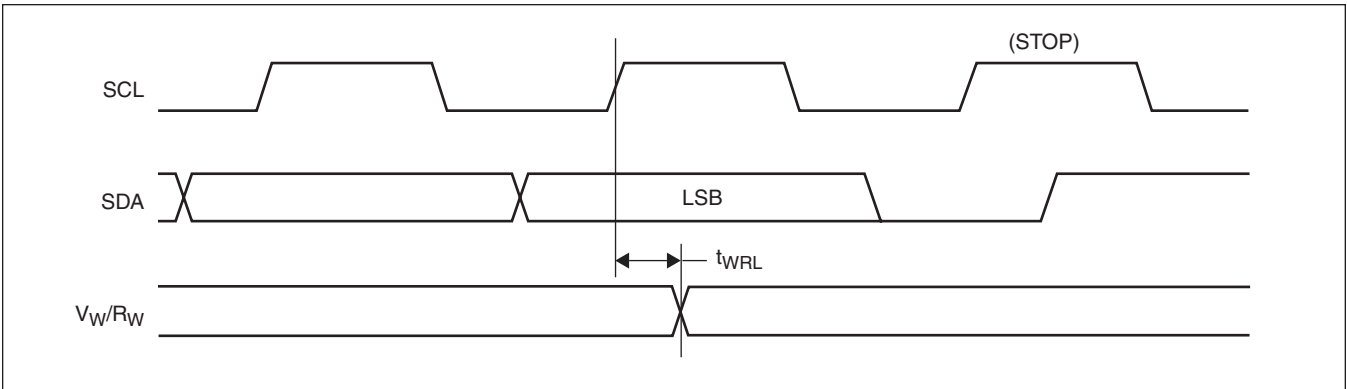 (STOP)
SCL
SDA
LSB
tWRL
VW/RW